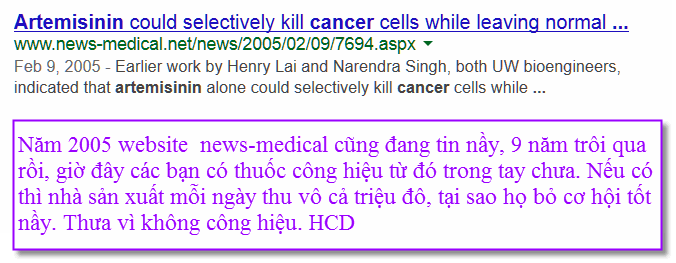 Artemisinin could selectively kill cancer cells while leaving normal ...
www.news-medical.net/news/2005/02/09/7694.aspx
Feb 9, 2005 - Earlier work by Henry Lai and Narendra Singh, both UW bioengineers,
indicated that artemisinin alone could selectively kill cancer cells while ...
Năm 2005 website news-medical cũng đang tin nầy, 9 năm trôi qua
rồi, giờ đây các bạn có thuốc công hiệu từ đó trong tay chưa. Nếu có
thì nhà sản xuất mỗi ngày thu vô cả triệu đô, tại sao họ bỏ cơ hội tốt
nầy. Thưa vì không công hiệu. HCD